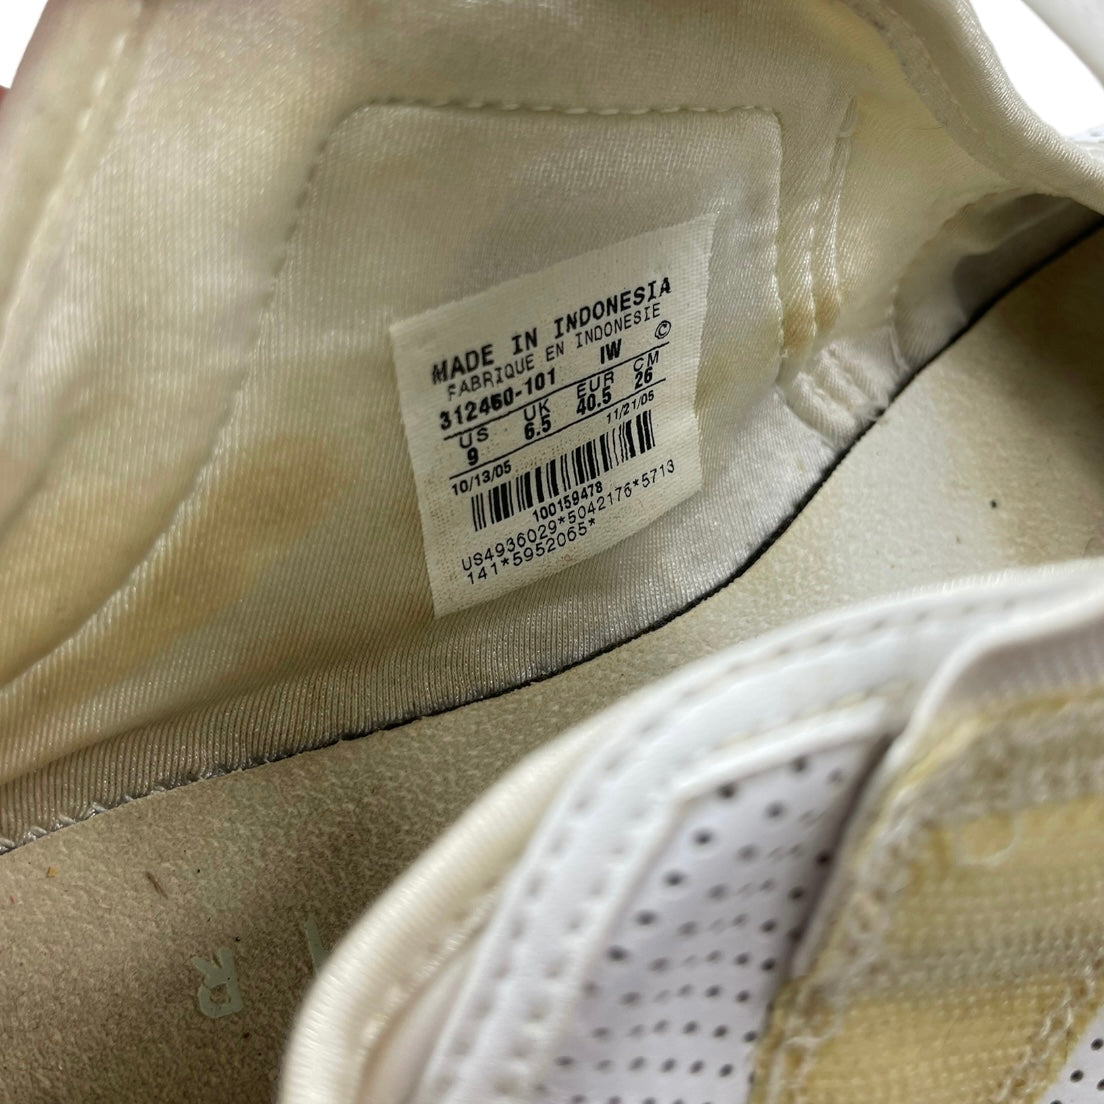 MADE IN INDONESIA
FABRIQUE EN INDONESIE
312460-101 IW ©
US UK EUR CM
9 6.5 40.5 26
10/13/05 11/21/05
100159478
US4936029*5042176*5713
141*5952065*
R